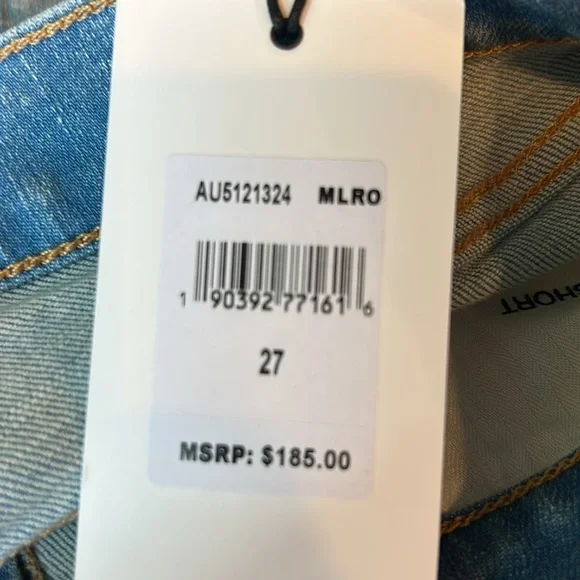 AU5121324 MLRO
1 90392 77161 6
27
MSRP: $185.00
SHORT